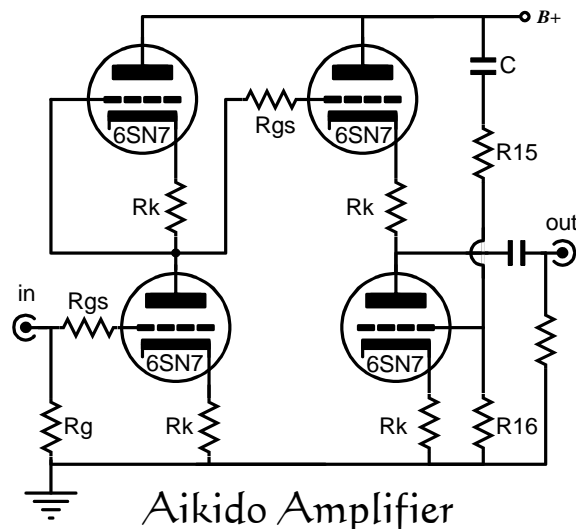 B+
C
6SN7
6SN7
Rgs
R15
Rk
Rk
out
in
Rgs
6SN7
6SN7
Rg
Rk
Rk
R16
Aikido Amplifier